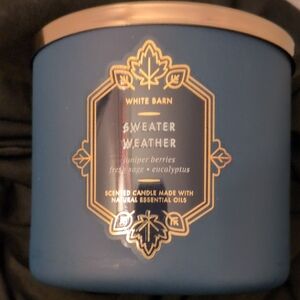 WHITE BARN
SWEATER
WEATHER
juniper berries
fresh sage • eucalyptus
SCENTED CANDLE MADE WITH
NATURAL ESSENTIAL OILS